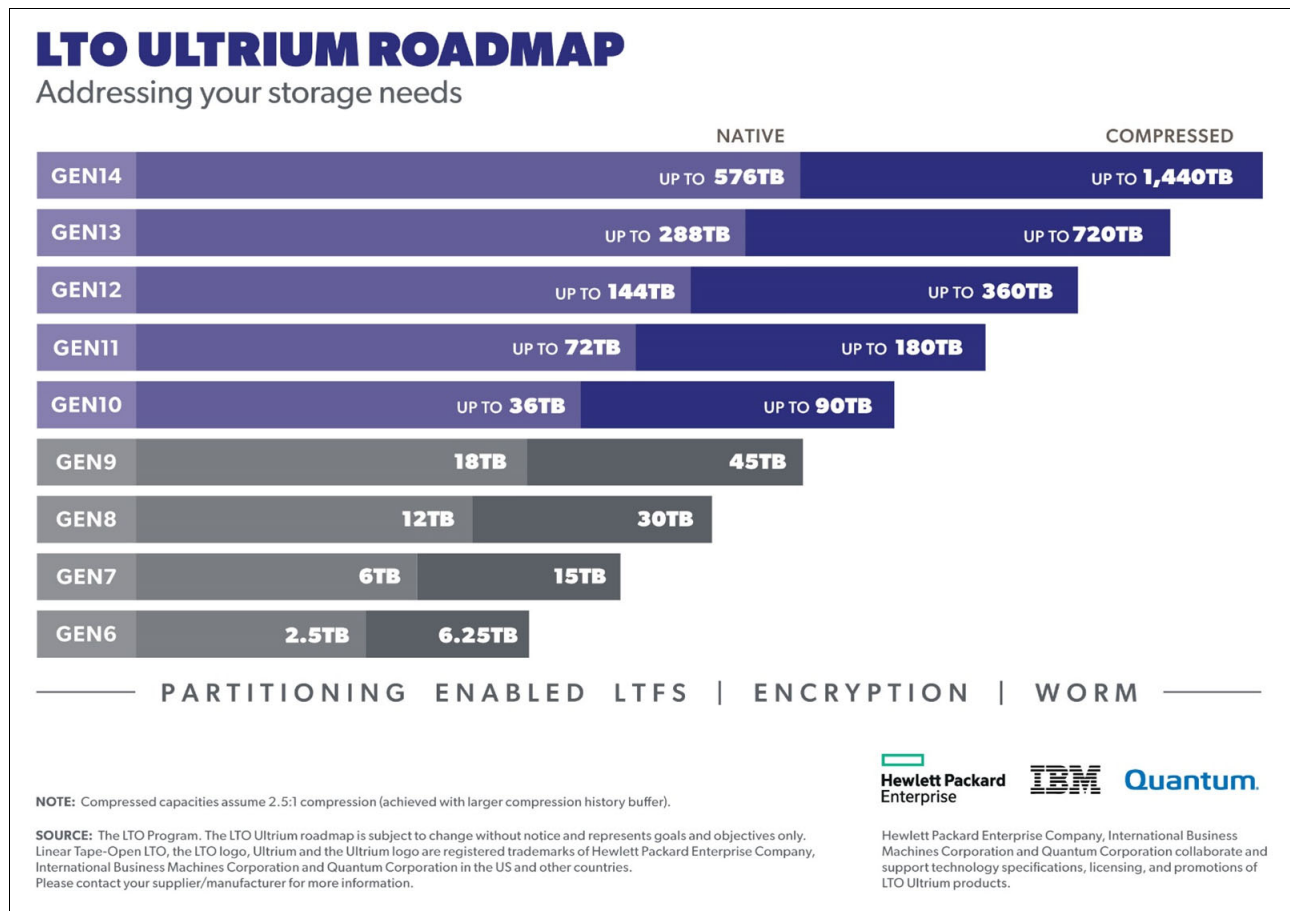 LTO ULTRIUM ROADMAP
Addressing your storage needs
NATIVE COMPRESSED
GEN14 UP TO 576TB UP TO 1,440TB
GEN13 UP TO 288TB UP TO 720TB
GEN12 UP TO 144TB UP TO 360TB
GEN11 UP TO 72TB UP TO 180TB
GEN10 UP TO 36TB UP TO 90TB
GEN9 18TB 45TB
GEN8 12TB 30TB
GEN7 6TB 15TB
GEN6 2.5TB 6.25TB
PARTITIONING ENABLED LTFS | ENCRYPTION | WORM
Hewlett Packard
Enterprise
IBM
Quantum.
NOTE: Compressed capacities assume 2.5:1 compression (achieved with larger compression history buffer).
SOURCE: The LTO Program. The LTO Ultrium roadmap is subject to change without notice and represents goals and objectives only.
Linear Tape-Open LTO, the LTO logo, Ultrium and the Ultrium logo are registered trademarks of Hewlett Packard Enterprise Company,
International Business Machines Corporation and Quantum Corporation in the US and other countries.
Please contact your supplier/manufacturer for more information.
Hewlett Packard Enterprise Company, International Business
Machines Corporation and Quantum Corporation collaborate and
support technology specifications, licensing, and promotions of
LTO Ultrium products.